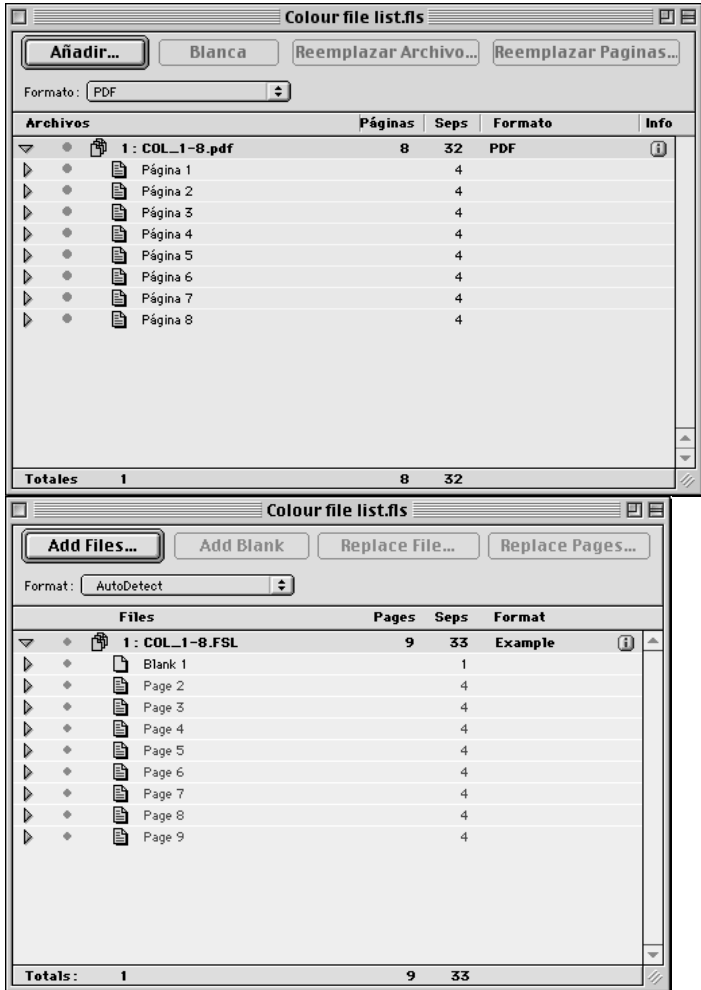 Colour file list.fls
Añadir... Blanca Reemplazar Archivo... Reemplazar Paginas...
Formato: PDF
Archivos Páginas Seps Formato Info
1: COL_1-8.pdf 8 32 PDF
Página 1 4
Página 2 4
Página 3 4
Página 4 4
Página 5 4
Página 6 4
Página 7 4
Página 8 4
Totales 1 8 32
Colour file list.fls
Add Files... Add Blank Replace File... Replace Pages...
Format: AutoDetect
Files Pages Seps Format
1: COL_1-8.FSL 9 33 Example
Blank 1 1
Page 2 4
Page 3 4
Page 4 4
Page 5 4
Page 6 4
Page 7 4
Page 8 4
Page 9 4
Totals: 1 9 33